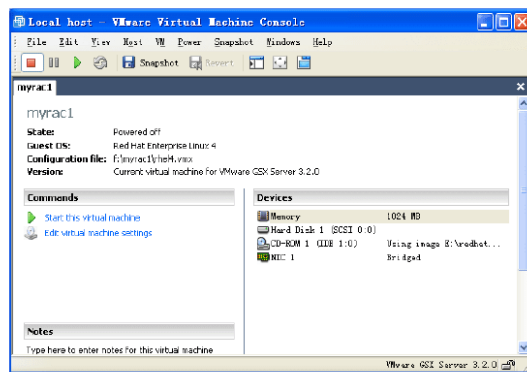 Local host - VMware Virtual Machine Console
File Edit View Host VM Power Snapshot Windows Help
Snapshot Revert
myrac1
myrac1
State: Powered off
Guest OS: Red Hat Enterprise Linux 4
Configuration file: f:\myrac1\rhel4.vmx
Version: Current virtual machine for VMware GSX Server 3.2.0
Commands
Start this virtual machine
Edit virtual machine settings
Devices
Memory 1024 MB
Hard Disk 1 (SCSI 0:0)
CD-ROM 1 (IDE 1:0) Using image E:\redhat...
NIC 1 Bridged
Notes
Type here to enter notes for this virtual machine
VMware GSX Server 3.2.0